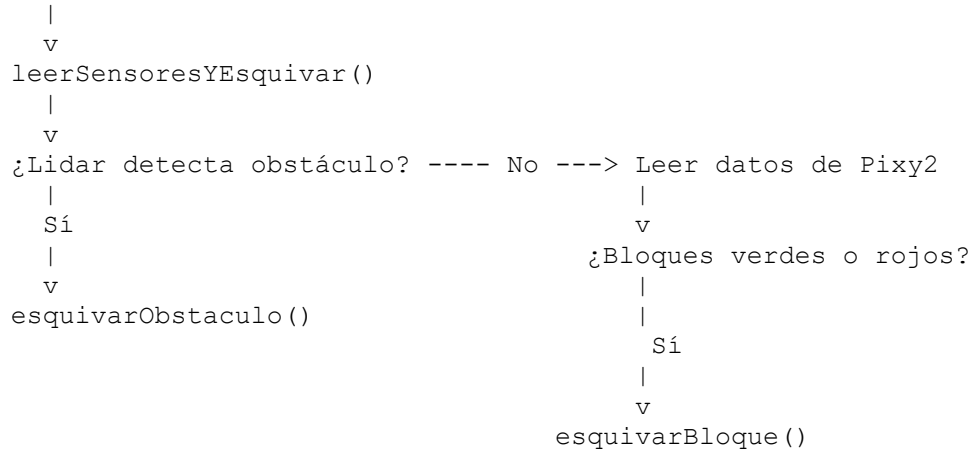 |
v
leerSensoresYEsquivar()
|
v
¿Lidar detecta obstáculo? ---- No ---> Leer datos de Pixy2
| |
Sí v
| ¿Bloques verdes o rojos?
v |
esquivarObstaculo() |
Sí
|
v
esquivarBloque()